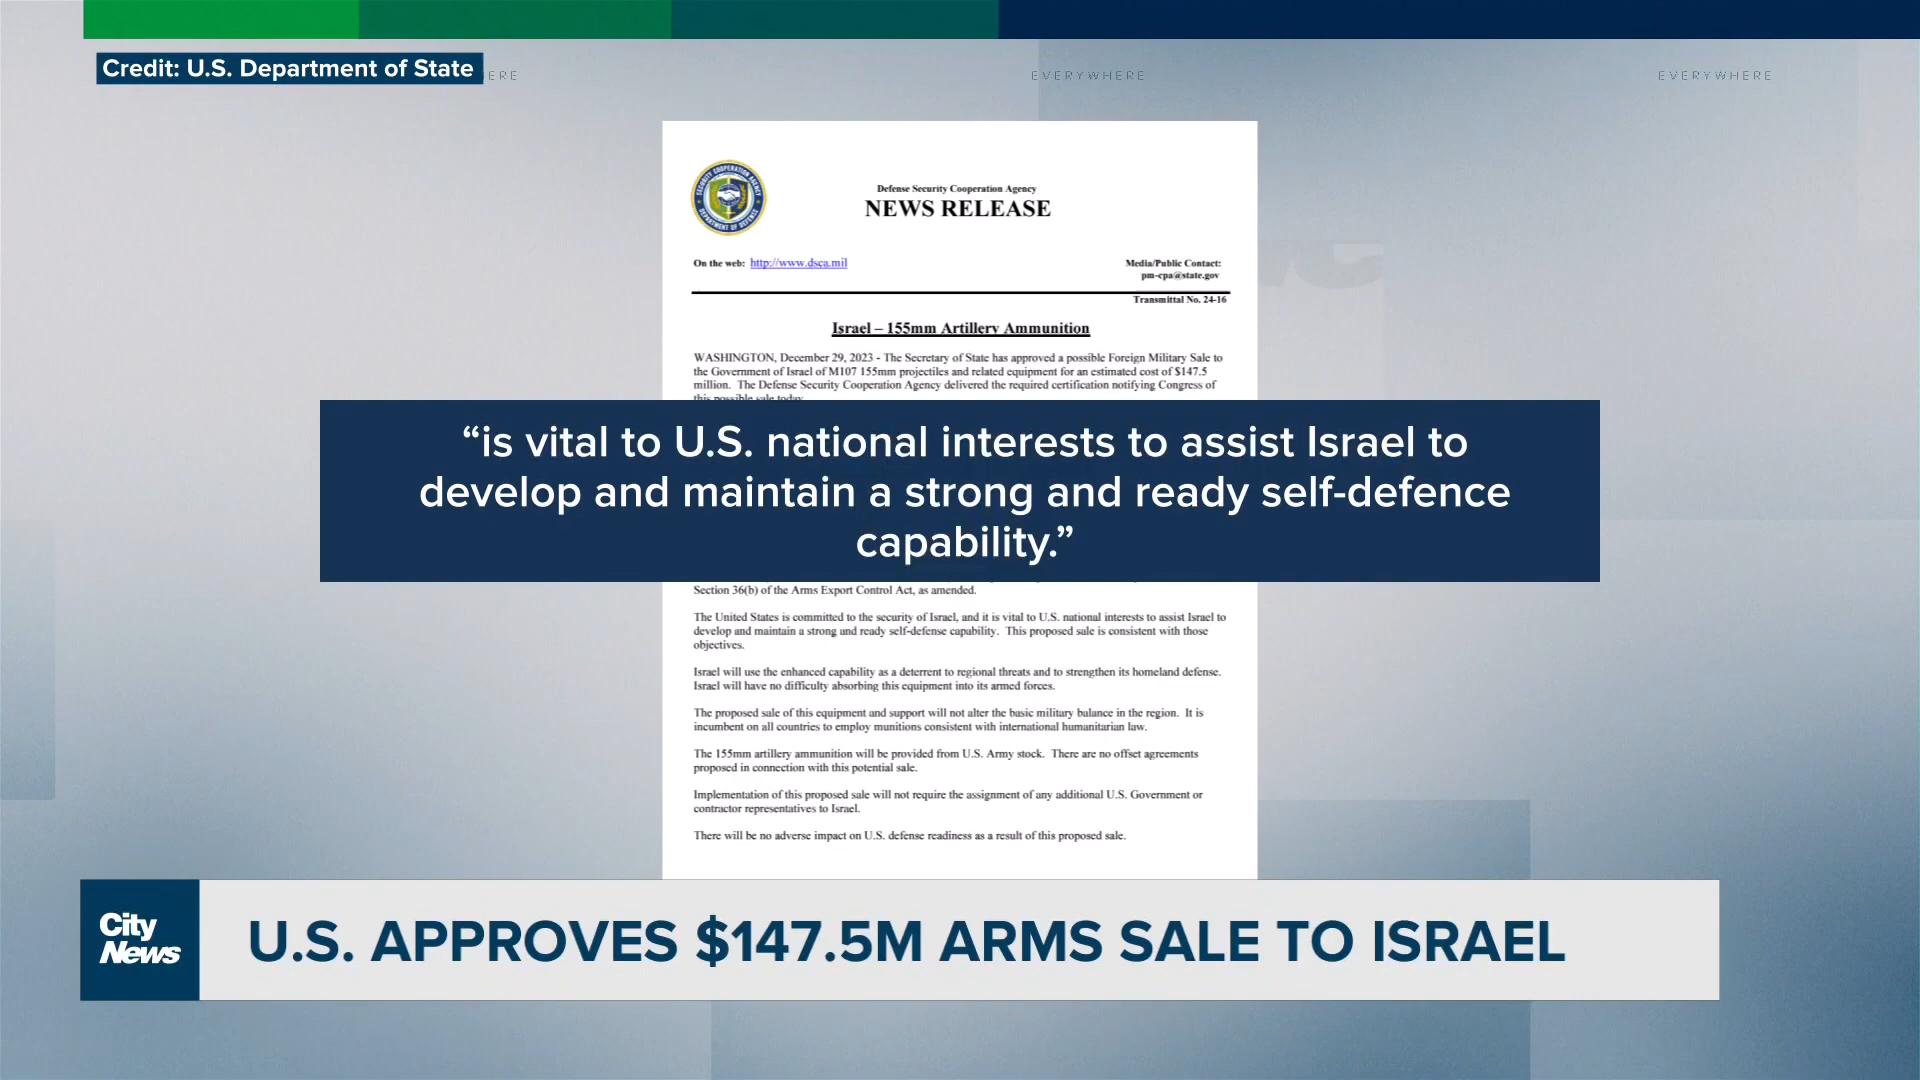 Credit: U.S. Department of State
ERE
EVERYWHERE
EVERYWHERE
SECURITY COOPERATION AGENCY
DEPARTMENT OF DEFENSE
Defense Security Cooperation Agency
NEWS RELEASE
On the web: http://www.dsca.mil
Media/Public Contact:
pm-cpa@state.gov
Transmittal No. 24-16
Israel – 155mm Artillery Ammunition
WASHINGTON, December 29, 2023 - The Secretary of State has approved a possible Foreign Military Sale to
the Government of Israel of M107 155mm projectiles and related equipment for an estimated cost of $147.5
million. The Defense Security Cooperation Agency delivered the required certification notifying Congress of
this possible sale today.
“is vital to U.S. national interests to assist Israel to
develop and maintain a strong and ready self-defence
capability.”
Section 36(b) of the Arms Export Control Act, as amended.
The United States is committed to the security of Israel, and it is vital to U.S. national interests to assist Israel to
develop and maintain a strong and ready self-defense capability. This proposed sale is consistent with those
objectives.
Israel will use the enhanced capability as a deterrent to regional threats and to strengthen its homeland defense.
Israel will have no difficulty absorbing this equipment into its armed forces.
The proposed sale of this equipment and support will not alter the basic military balance in the region. It is
incumbent on all countries to employ munitions consistent with international humanitarian law.
The 155mm artillery ammunition will be provided from U.S. Army stock. There are no offset agreements
proposed in connection with this potential sale.
Implementation of this proposed sale will not require the assignment of any additional U.S. Government or
contractor representatives to Israel.
There will be no adverse impact on U.S. defense readiness as a result of this proposed sale.
City
News
U.S. APPROVES $147.5M ARMS SALE TO ISRAEL